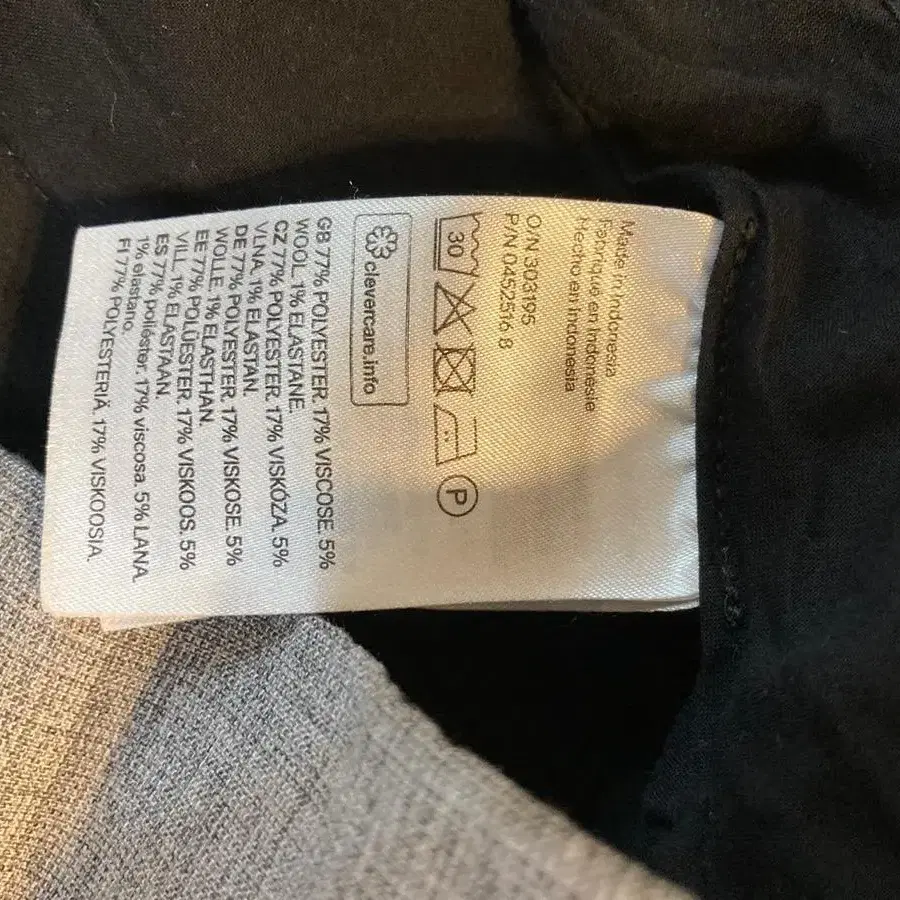 Made in Indonesia
Fabriqué en Indonésie
Hecho en Indonesia
O/N 303195
P/N 0452516 8
30
P
clevercare.info
GB 77% POLYESTER. 17% VISCOSE. 5%
WOOL. 1% ELASTANE.
CZ 77% POLYESTER. 17% VISKÓZA. 5%
VLNA. 1% ELASTAN.
DE 77% POLYESTER. 17% VISKOSE. 5%
WOLLE. 1% ELASTHAN.
EE 77% POLÜESTER. 17% VISKOOS. 5%
VILL. 1% ELASTAAN.
ES 77% poliéster. 17% viscosa. 5% LANA.
1% elastano.
FI 77% POLYESTERIÄ. 17% VISKOOSIA.